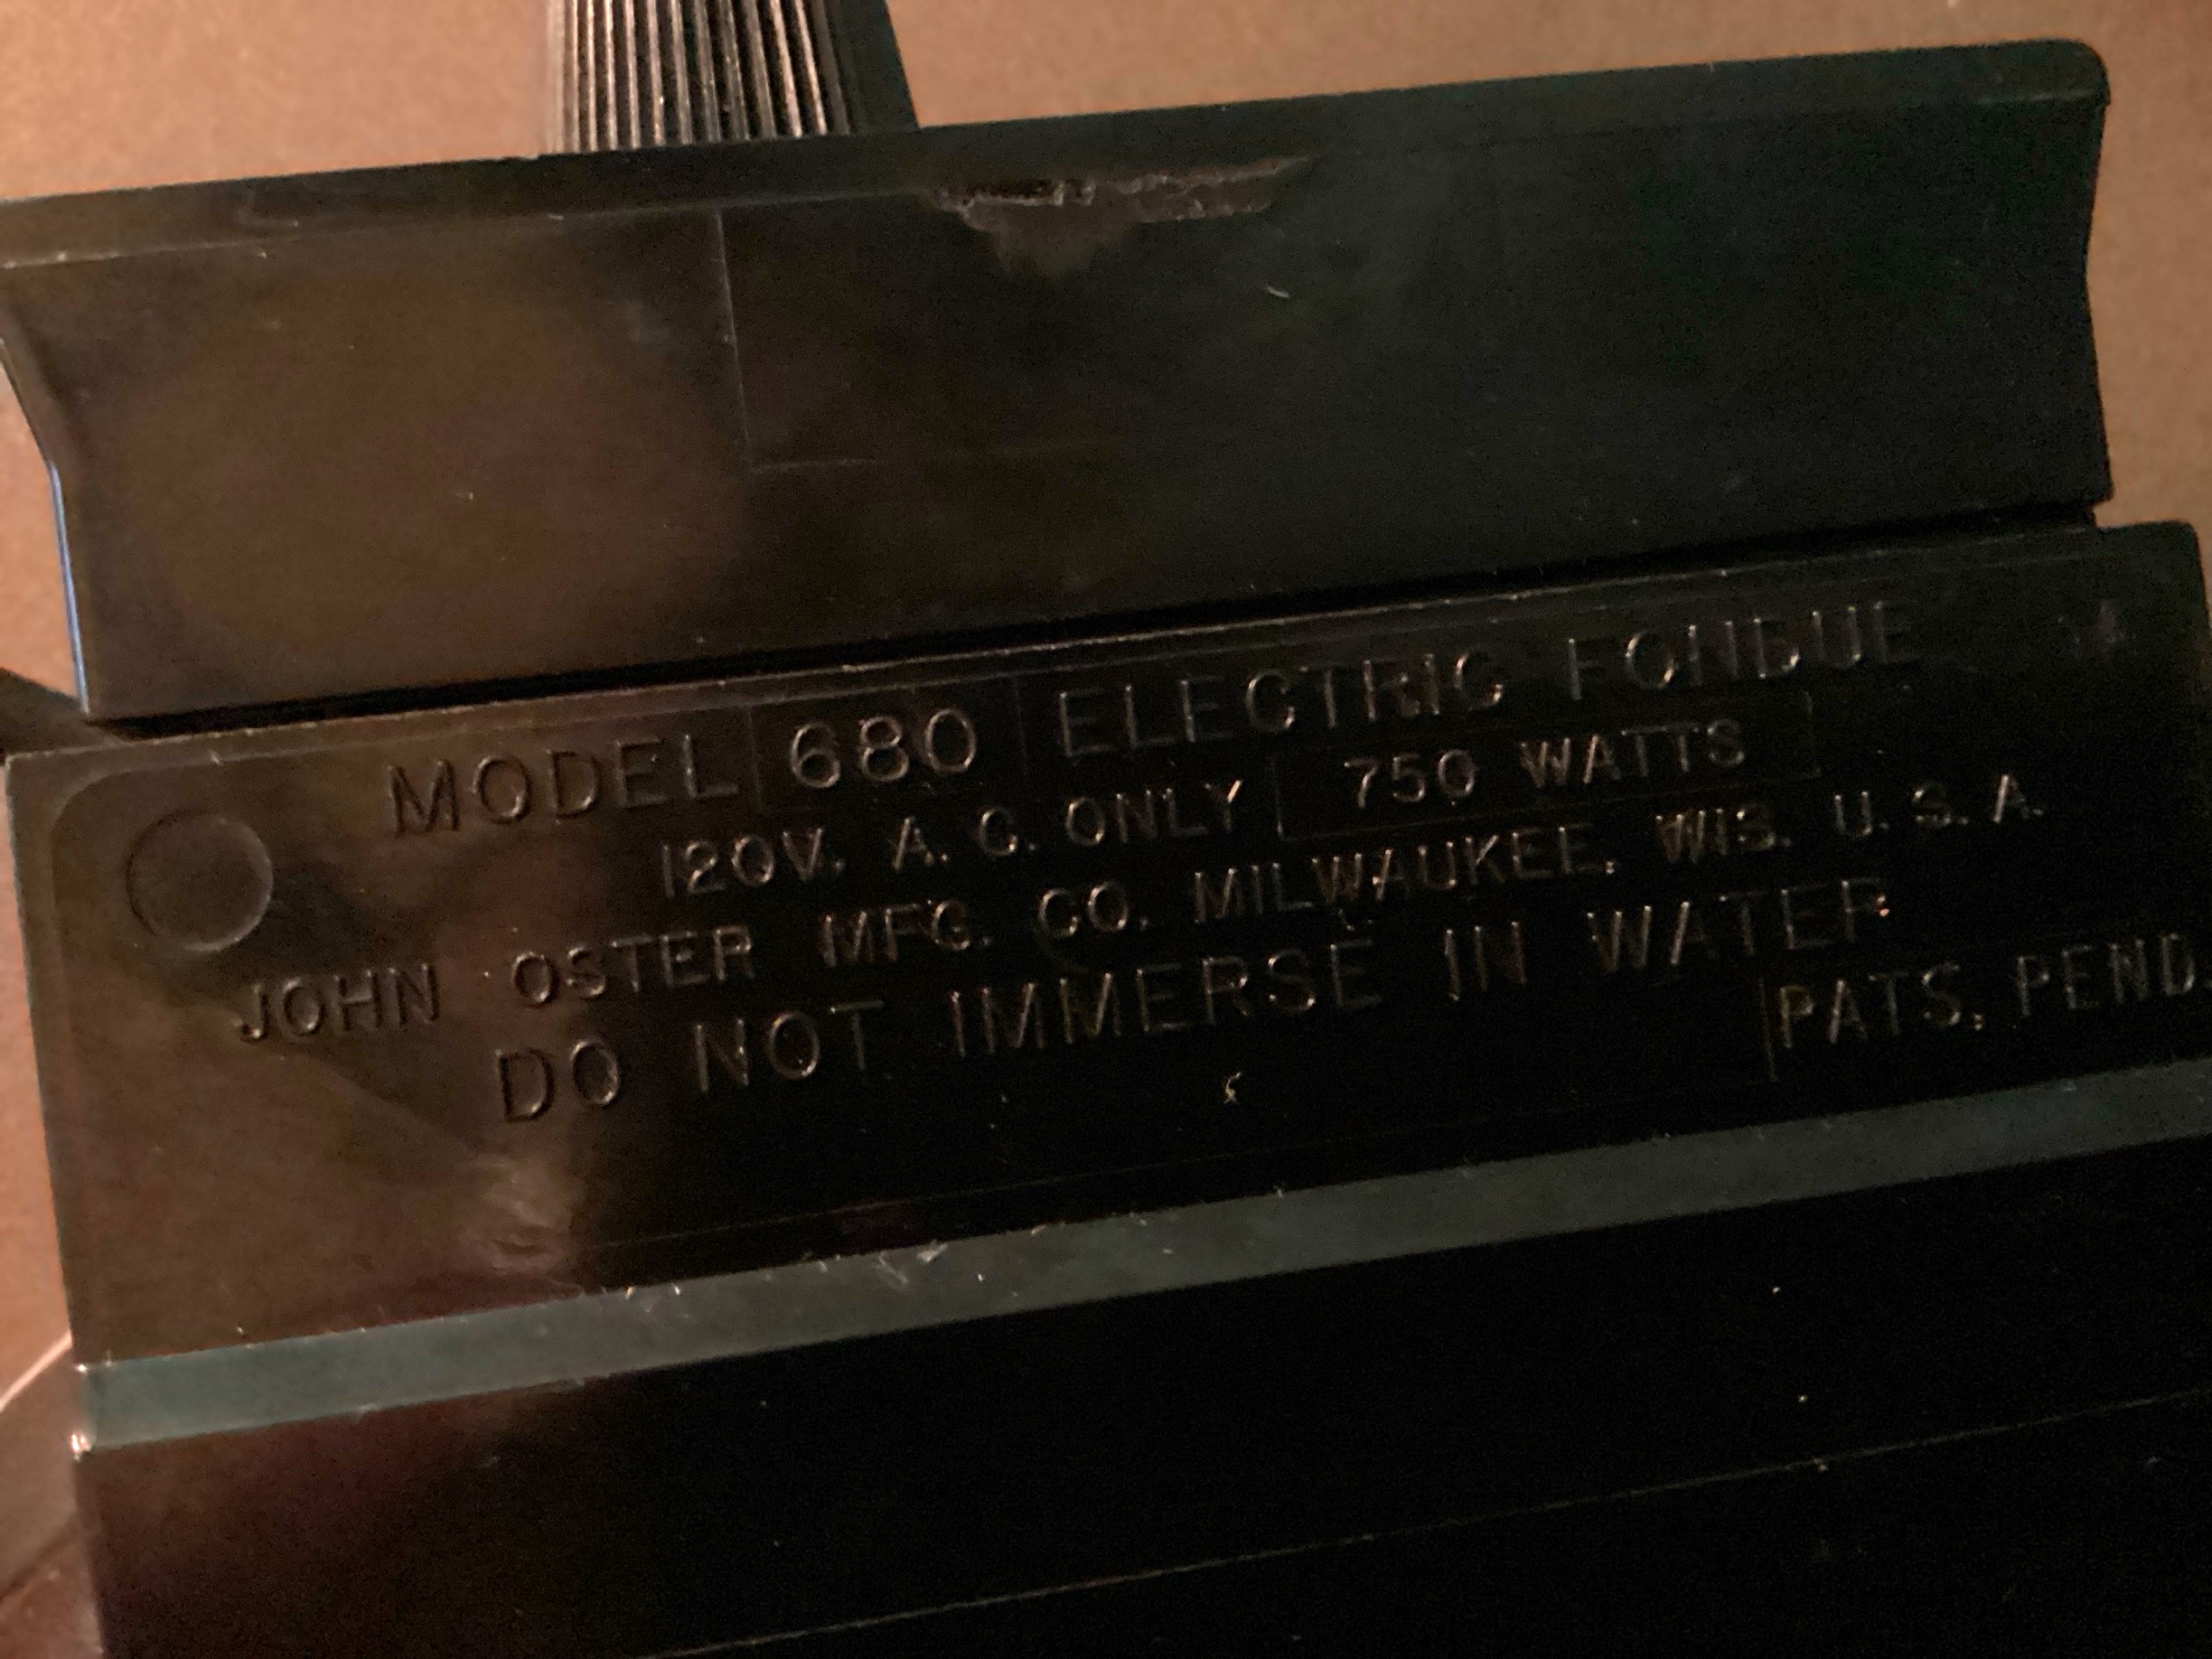 MODEL 680 ELECTRIC FONDUE
120V. A. C. ONLY 750 WATTS
JOHN OSTER MFG. CO. MILWAUKEE, WIS. U. S. A.
DO NOT IMMERSE IN WATER
PATS. PEND.